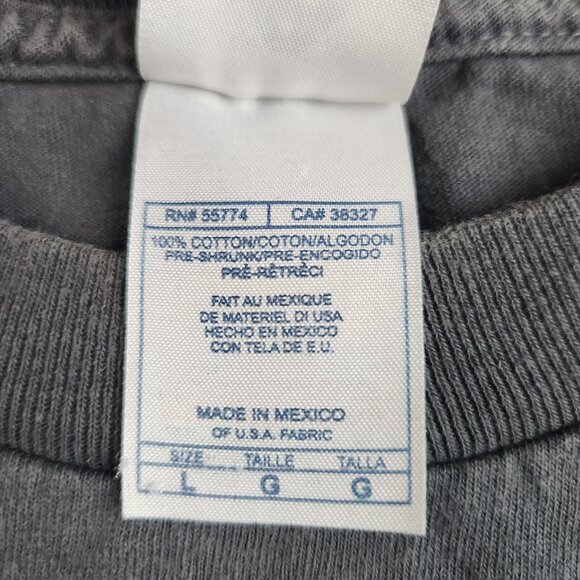 RN# 55774 CA# 38327
100% COTTON/COTON/ALGODON
PRE-SHRUNK/PRE-ENCOGIDO
PRÉ-RÉTRÉCI
FAIT AU MEXIQUE
DE MATERIEL DI USA
HECHO EN MEXICO
CON TELA DE E.U.
MADE IN MEXICO
OF U.S.A. FABRIC
SIZE TAILLE TALLA
L G G